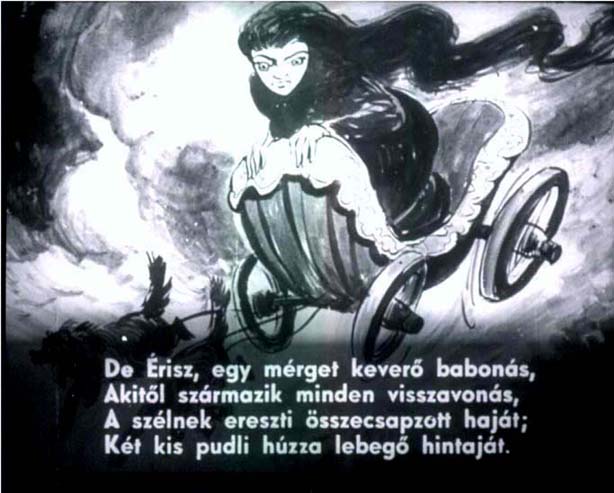 De Érisz, egy mérget keverő babonás,
Akitől származik minden visszavonás,
A szélnek ereszti összecsapzott haját;
Két kis pudli húzza lebegő hintaját.